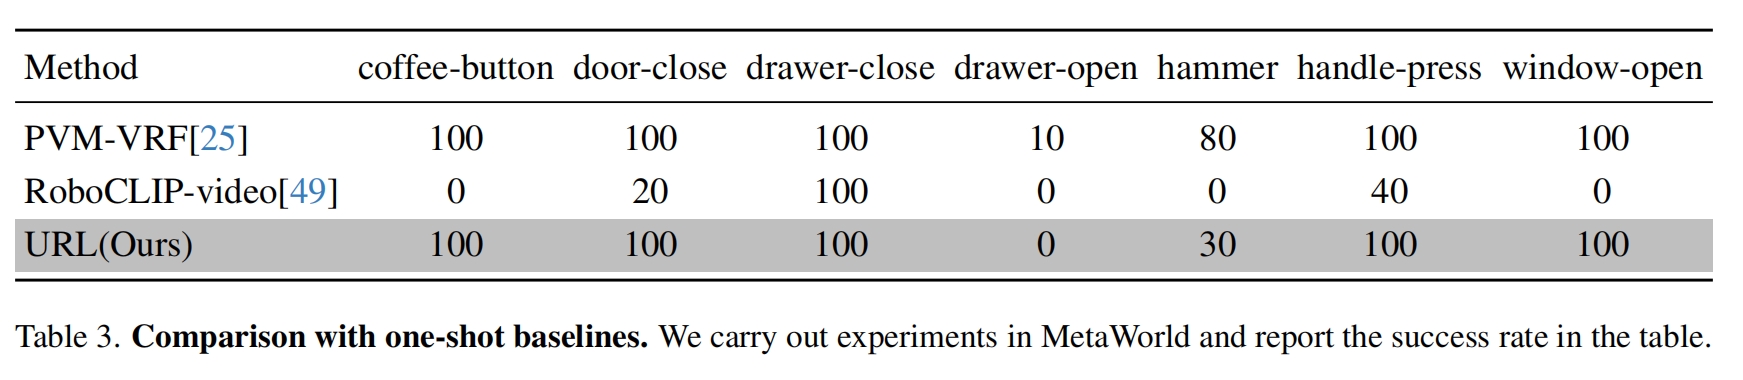 Method coffee-button door-close drawer-close drawer-open hammer handle-press window-open
PVM-VRF[25] 100 100 100 10 80 100 100
RoboCLIP-video[49] 0 20 100 0 0 40 0
URL(Ours) 100 100 100 0 30 100 100
Table 3. Comparison with one-shot baselines. We carry out experiments in MetaWorld and report the success rate in the table.